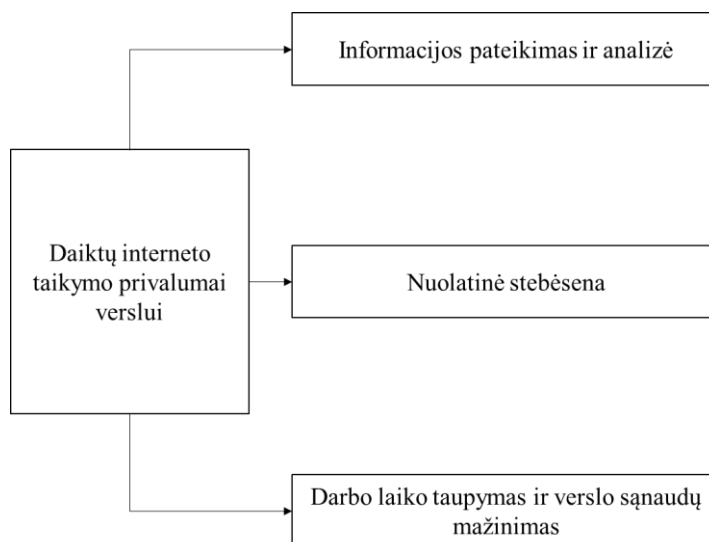 Informacijos pateikimas ir analizė
Daiktų interneto
taikymo privalumai
verslui
Nuolatinė stebėsena
Darbo laiko taupymas ir verslo sąnaudų
mažinimas